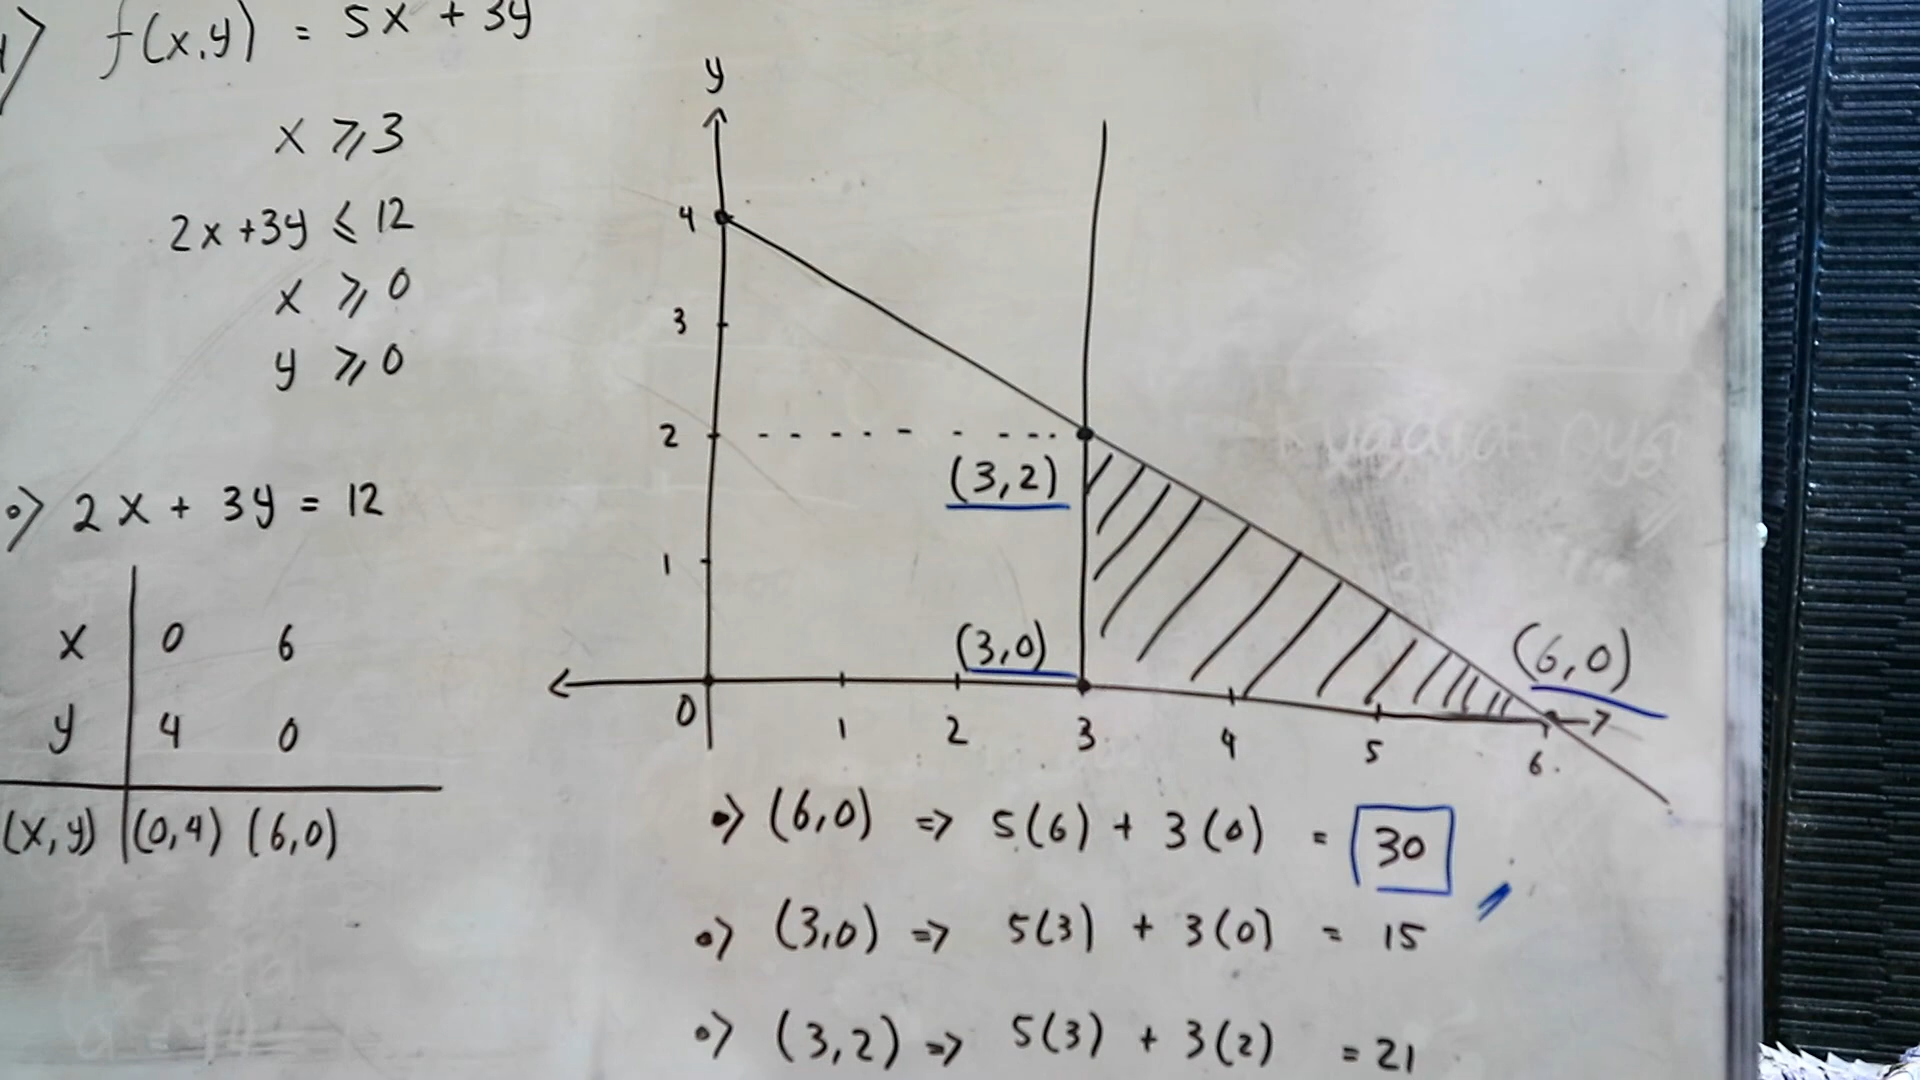 f(x,y) = 5x + 3y
x ⩾ 3
2x + 3y ⩽ 12
x ⩾ 0
y ⩾ 0
•> 2x + 3y = 12
x | 0 6
y | 4 0
(x,y) | (0,4) (6,0)
y
4
3
2
1
(3,2)
(3,0)
(6,0)
0 1 2 3 4 5 6
•> (6,0) => 5(6) + 3(0) = 30
•> (3,0) => 5(3) + 3(0) = 15
•> (3,2) => 5(3) + 3(2) = 21